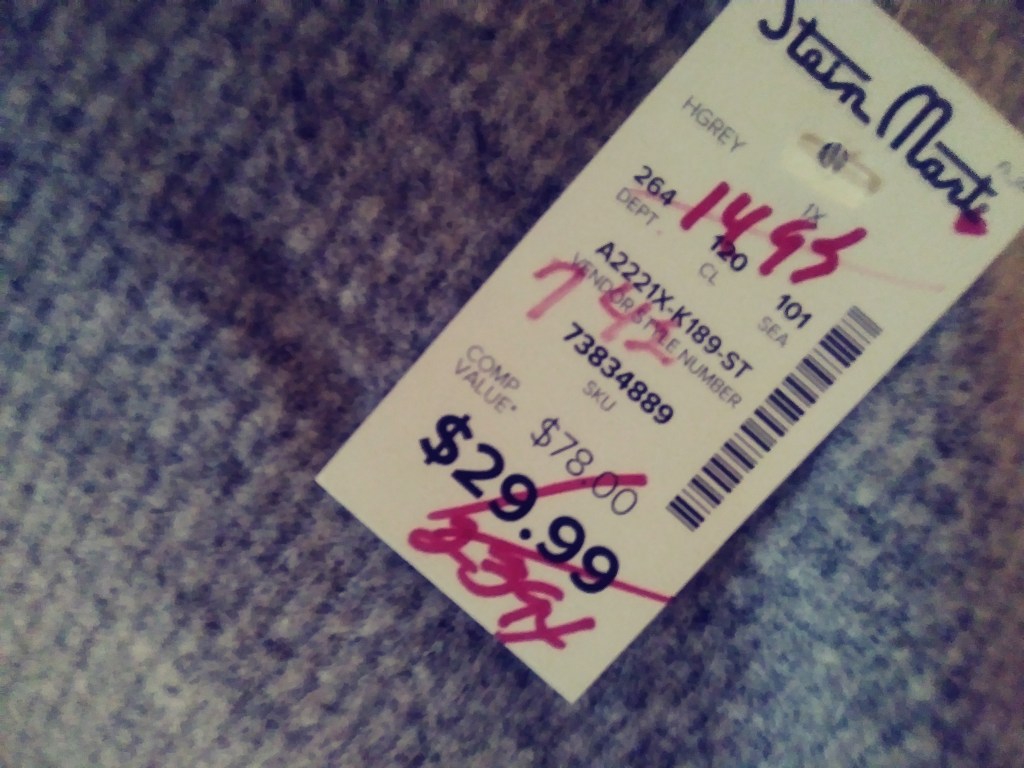 Stein Mart
HGREY
1X
264 120 101
DEPT. CL SEA
1495
A2221X-K189-ST
VENDOR STYLE NUMBER
742
73834889
SKU
COMP VALUE* $78.00
$29.99